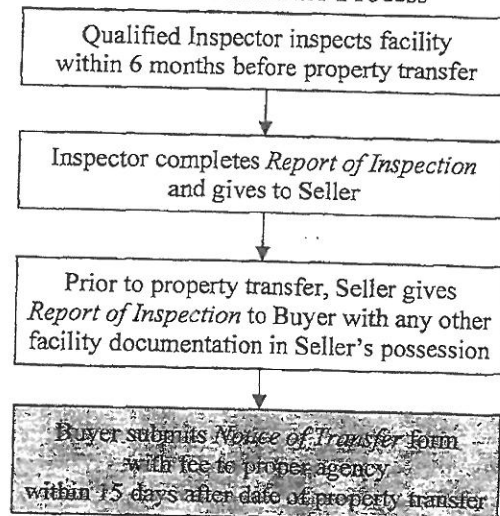 Qualified Inspector inspects facility
within 6 months before property transfer
Inspector completes Report of Inspection
and gives to Seller
Prior to property transfer, Seller gives
Report of Inspection to Buyer with any other
facility documentation in Seller's possession
Buyer submits Notice of Transfer form
with fee to proper agency
within 15 days after date of property transfer